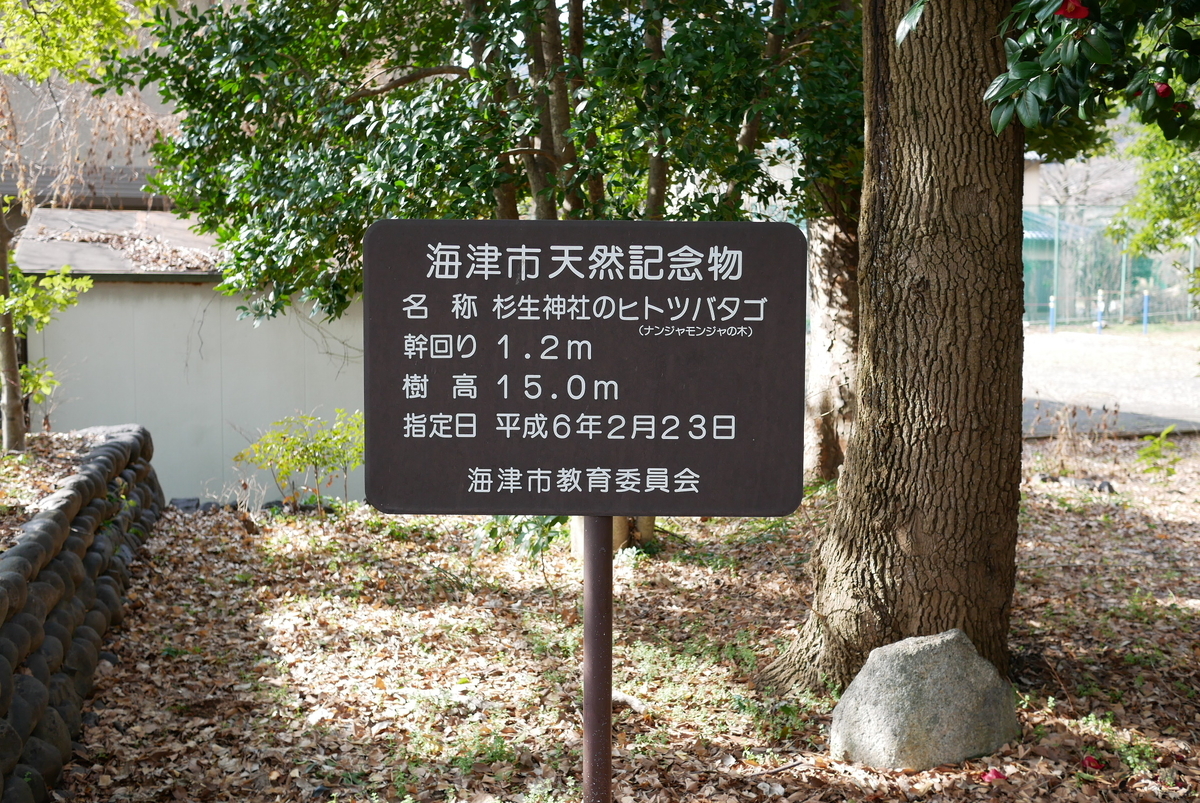 海津市天然記念物
名称 杉生神社のヒトツバタゴ
（ナンジャモンジャの木）
幹回り １．２ｍ
樹高 １５．０ｍ
指定日 平成６年２月２３日
海津市教育委員会